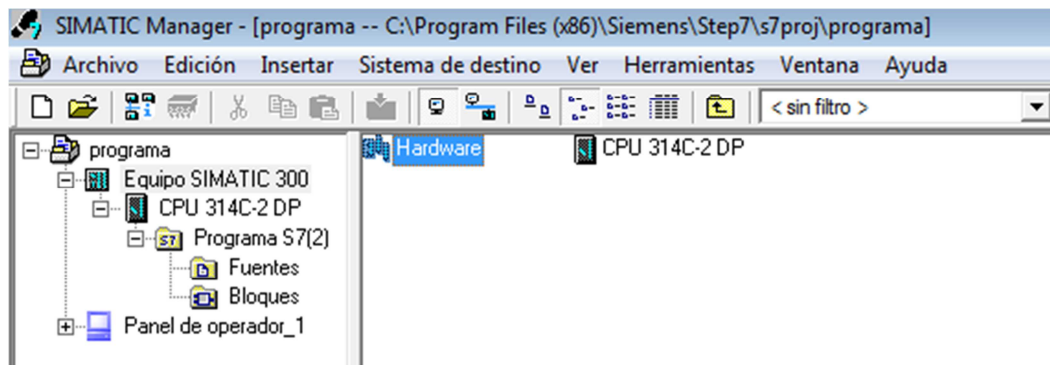 SIMATIC Manager - [programa -- C:\Program Files (x86)\Siemens\Step7\s7proj\programa]
Archivo Edición Insertar Sistema de destino Ver Herramientas Ventana Ayuda
< sin filtro >
programa
Equipo SIMATIC 300
CPU 314C-2 DP
S7 Programa S7(2)
Fuentes
Bloques
Panel de operador_1
Hardware CPU 314C-2 DP